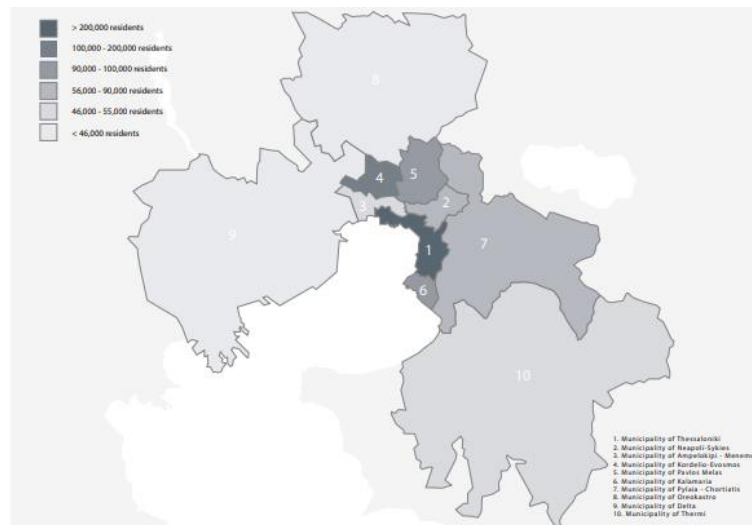 > 200,000 residents
100,000 - 200,000 residents
90,000 - 100,000 residents
56,000 - 90,000 residents
46,000 - 55,000 residents
< 46,000 residents
8
4
5
3
2
9
1
7
6
10
1. Municipality of Thessaloniki
2. Municipality of Neapoli-Sykies
3. Municipality of Ampelokipi - Meneme
4. Municipality of Kordelio-Evosmos
5. Municipality of Pavlos Melas
6. Municipality of Kalamaria
7. Municipality of Pylaia - Chortiatis
8. Municipality of Oreokastro
9. Municipality of Delta
10. Municipality of Thermi